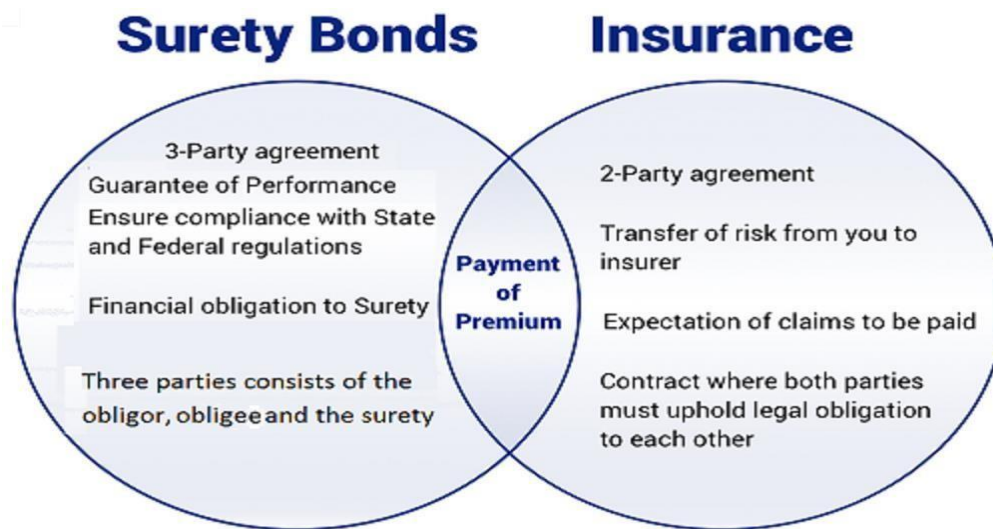 Surety Bonds
3-Party agreement
Guarantee of Performance
Ensure compliance with State
and Federal regulations
Financial obligation to Surety
Three parties consists of the
obligor, obligee and the surety
Payment
of
Premium
Insurance
2-Party agreement
Transfer of risk from you to
insurer
Expectation of claims to be paid
Contract where both parties
must uphold legal obligation
to each other